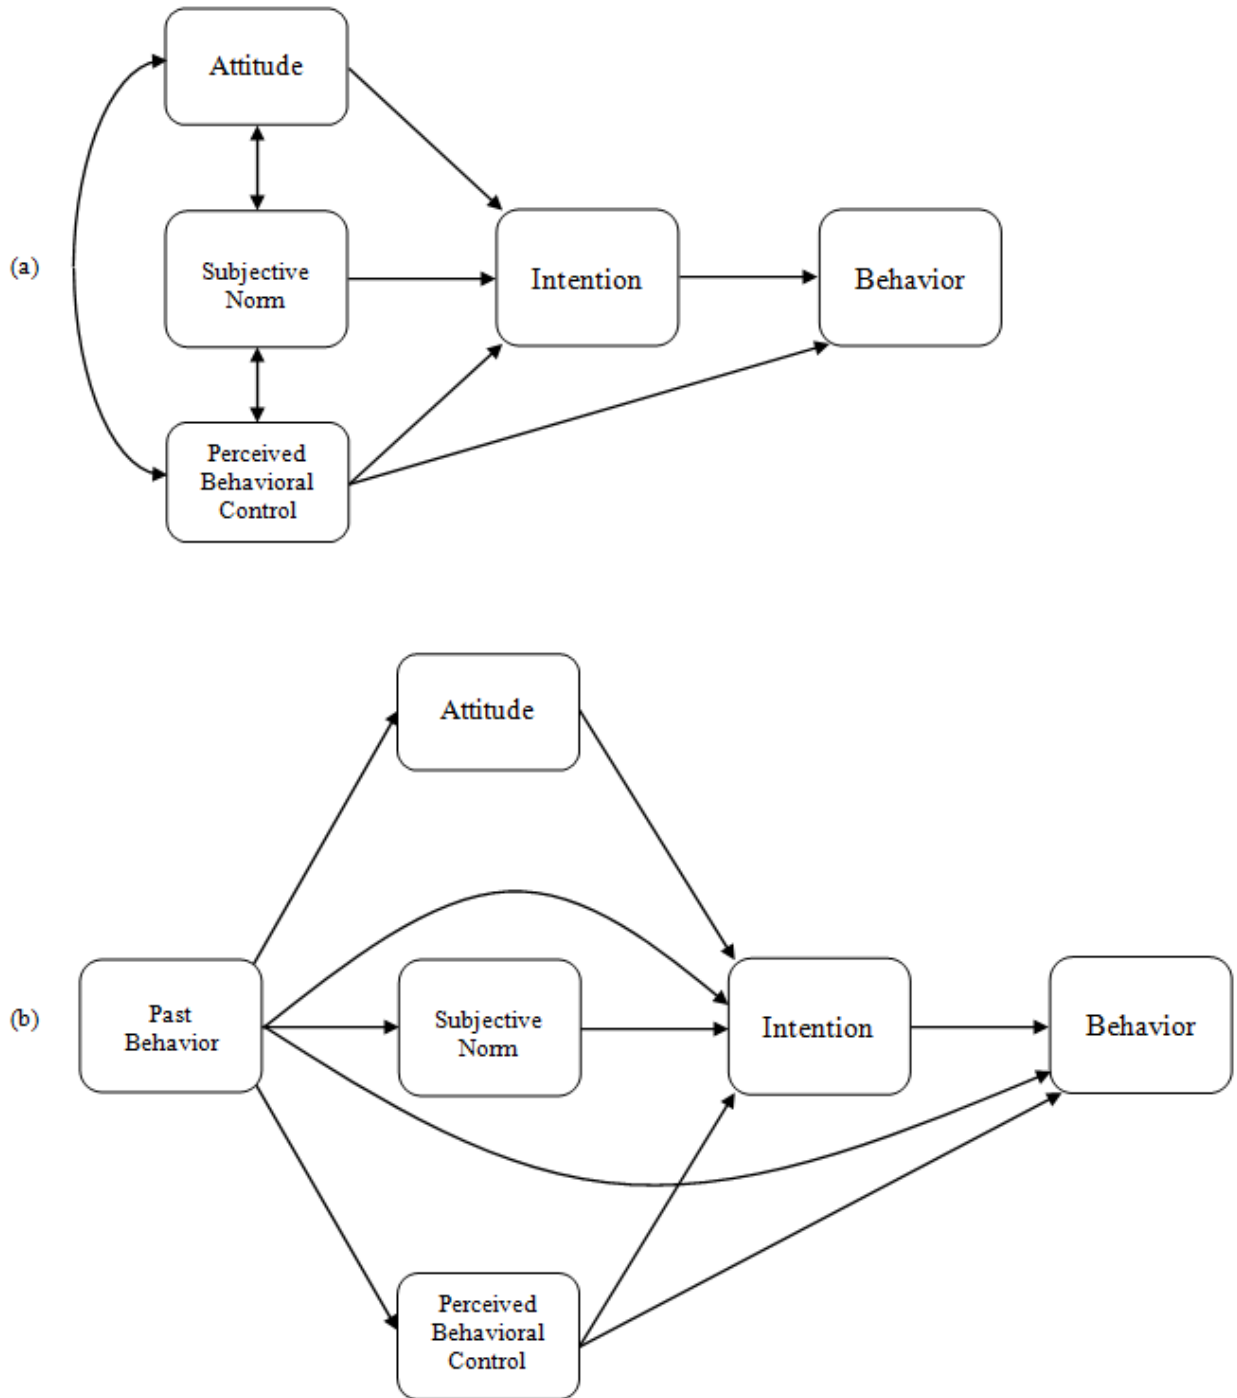 Attitude
(a)
Subjective
Norm
Intention
Behavior
Perceived
Behavioral
Control
Attitude
(b)
Past
Behavior
Subjective
Norm
Intention
Behavior
Perceived
Behavioral
Control